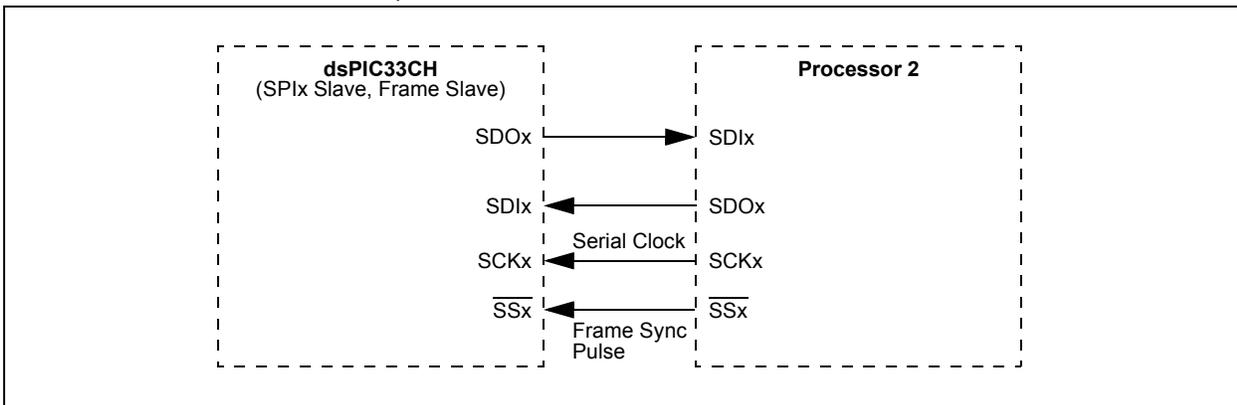 dsPIC33CH
(SPIx Slave, Frame Slave)
Processor 2
SDOx
SDIx
SDIx
SDOx
Serial Clock
SCKx
SCKx
SSx
SSx
Frame Sync
Pulse